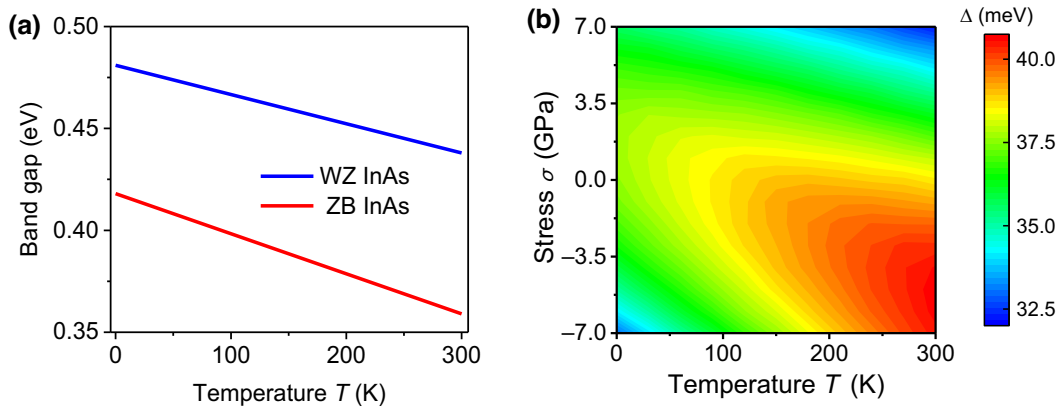 (a)
0.50
0.45
0.40
0.35
Band gap (eV)
WZ InAs
ZB InAs
0
100
200
300
Temperature T (K)
(b)
7.0
3.5
0.0
–3.5
–7.0
Stress σ (GPa)
0
100
200
300
Temperature T (K)
Δ (meV)
40.0
37.5
35.0
32.5